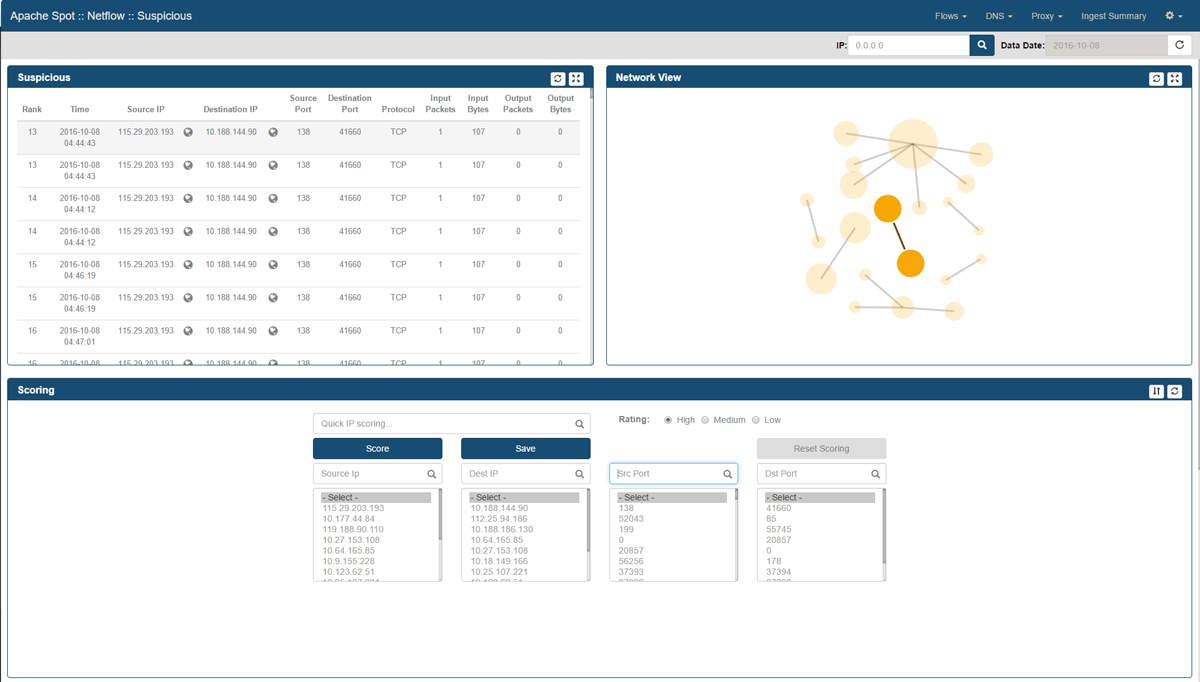 Apache Spot :: Netflow :: Suspicious
Flows DNS Proxy Ingest Summary
IP: 0.0.0.0 Data Date: 2016-10-08
Suspicious
Rank Time Source IP Destination IP Source Port Destination Port Protocol Input Packets Input Bytes Output Packets Output Bytes
13 2016-10-08 04:44:43 115.29.203.193 10.188.144.90 138 41660 TCP 1 107 0 0
13 2016-10-08 04:44:43 115.29.203.193 10.188.144.90 138 41660 TCP 1 107 0 0
14 2016-10-08 04:44:12 115.29.203.193 10.188.144.90 138 41660 TCP 1 107 0 0
14 2016-10-08 04:44:12 115.29.203.193 10.188.144.90 138 41660 TCP 1 107 0 0
15 2016-10-08 04:46:19 115.29.203.193 10.188.144.90 138 41660 TCP 1 107 0 0
15 2016-10-08 04:46:19 115.29.203.193 10.188.144.90 138 41660 TCP 1 107 0 0
16 2016-10-08 04:47:01 115.29.203.193 10.188.144.90 138 41660 TCP 1 107 0 0
16 2016-10-08 115.29.203.193 10.188.144.90 138 41660 TCP 1 107 0 0
Network View
Scoring
Quick IP scoring...
Rating: High Medium Low
Score Save Reset Scoring
Source Ip
- Select -
115.29.203.193
10.177.44.84
119.188.90.110
10.27.153.108
10.64.165.85
10.9.155.228
10.123.62.51
Dest IP
- Select -
10.188.144.90
112.25.94.186
10.188.186.130
10.64.165.85
10.27.153.108
10.18.149.166
10.25.107.221
Src Port
- Select -
138
52043
199
0
20857
56256
37393
Dst Port
- Select -
41660
85
55745
20857
0
178
37394